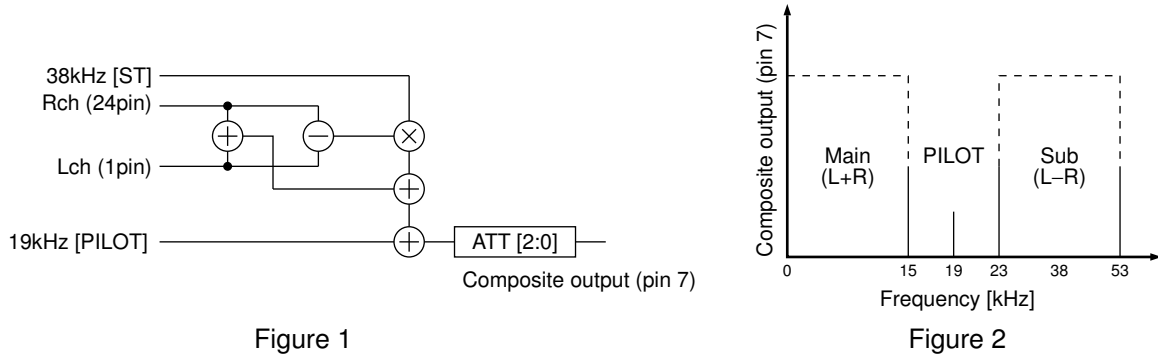 38kHz [ST]
Rch (24pin)
+
−
×
Lch (1pin)
+
19kHz [PILOT]
+
ATT [2:0]
Composite output (pin 7)
Figure 1
Composite output (pin 7)
Main
(L+R)
PILOT
Sub
(L−R)
0
15
19
23
38
53
Frequency [kHz]
Figure 2